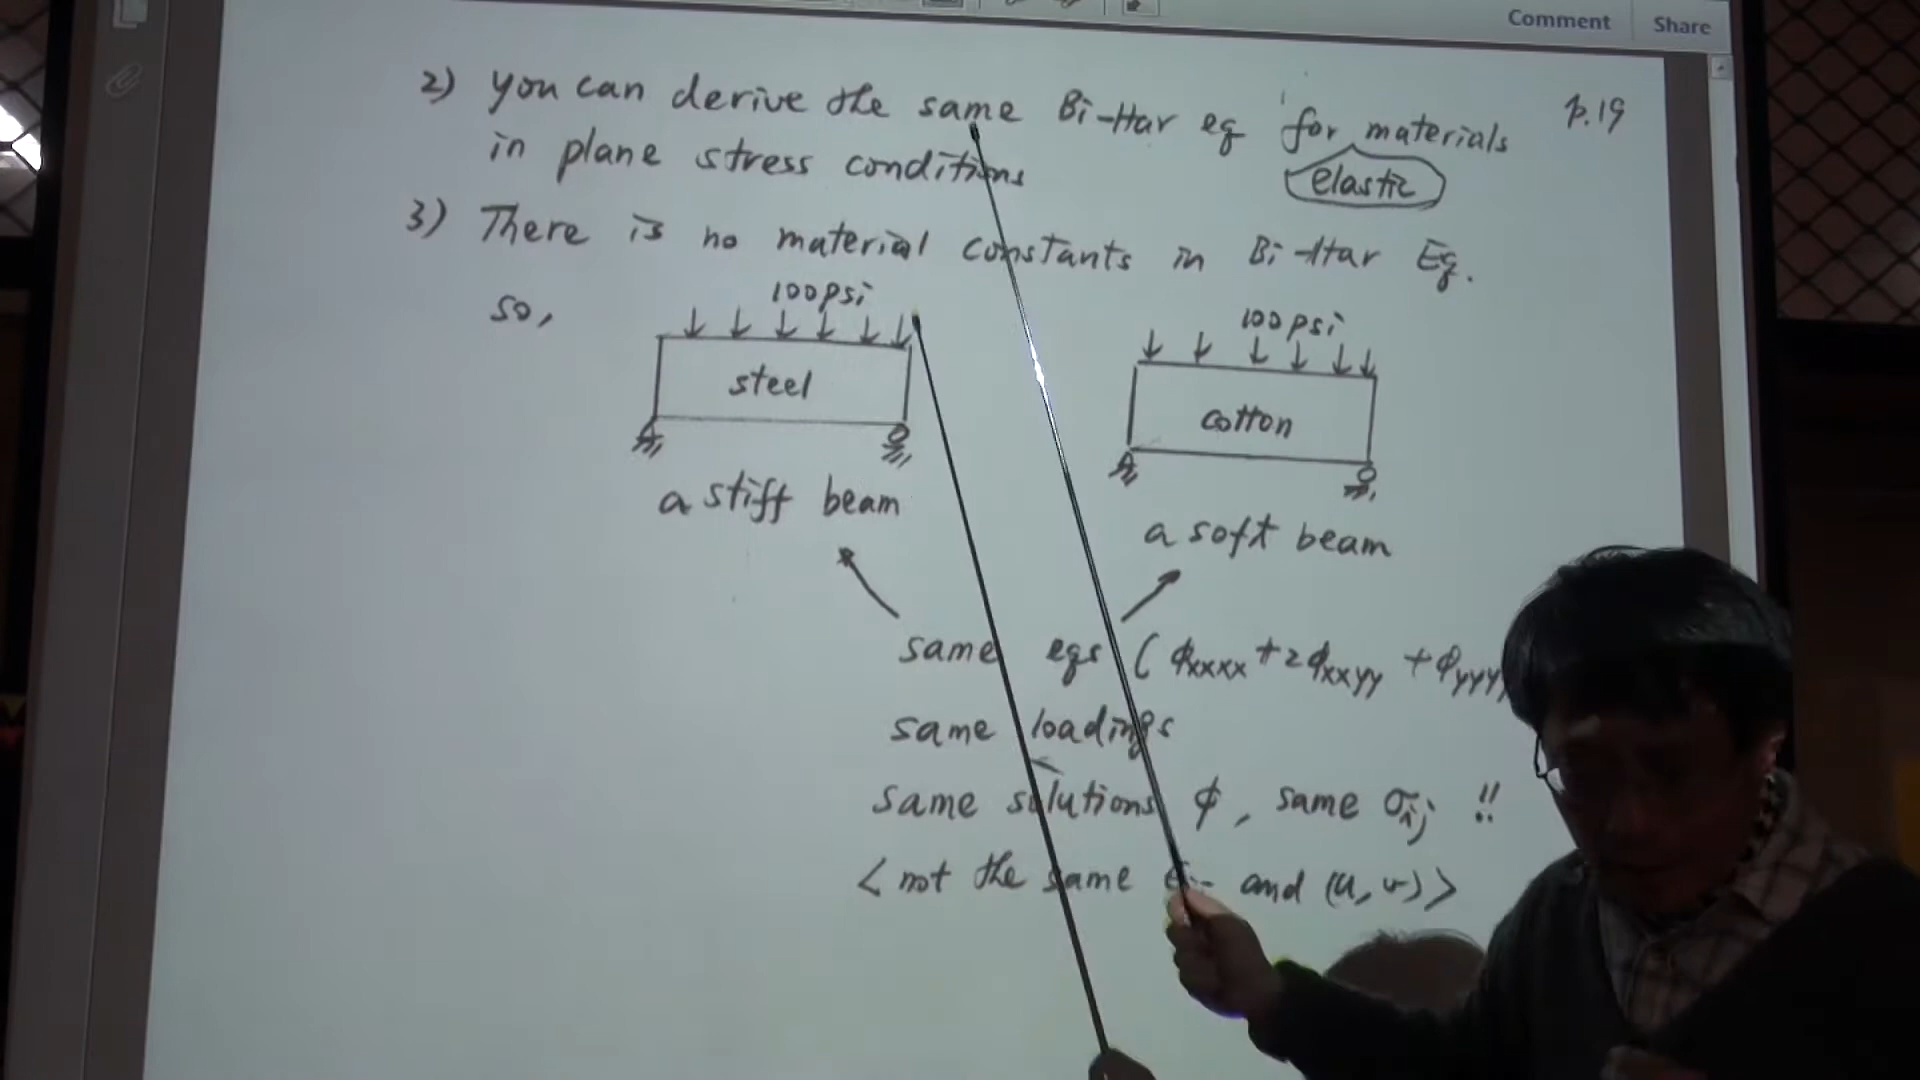 Comment Share
2) you can derive the same Bi-Har eq for materials p.19
in plane stress conditions elastic
3) There is no material constants in Bi-Har Eq.
so, 100psi 100psi
steel cotton
a stiff beam a soft beam
same eqs ( ϕxxxx + 2ϕxxyy + ϕyyyy
same loadings
same solutions ϕ, same σij !!
< not the same and (u, v) >